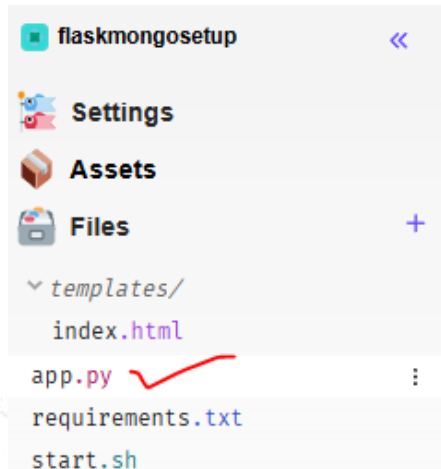 flaskmongosetup «
Settings
Assets
Files +
templates/
index.html
app.py
requirements.txt
start.sh